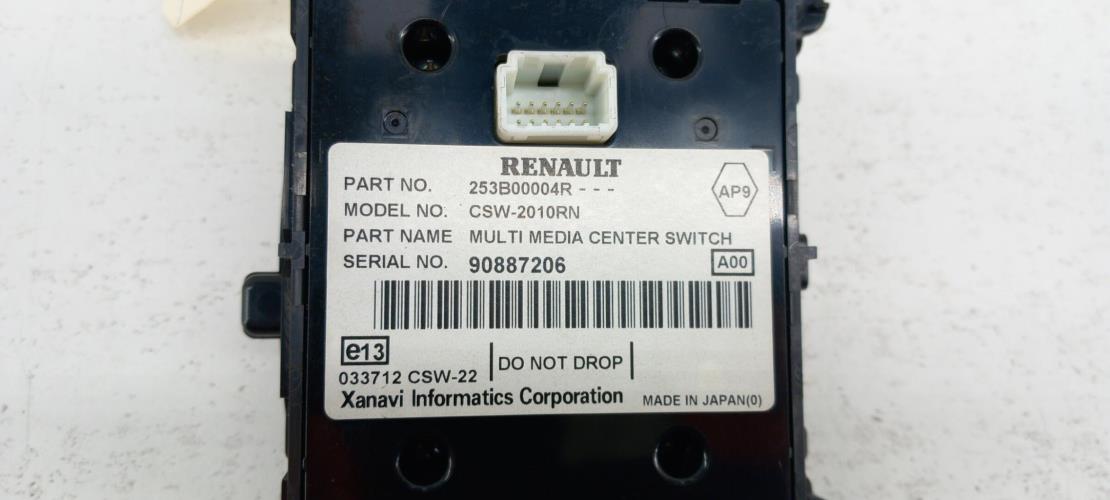 RENAULT
PART NO. 253B00004R - - -
AP9
MODEL NO. CSW-2010RN
PART NAME MULTI MEDIA CENTER SWITCH
SERIAL NO. 90887206
A00
e13
DO NOT DROP
033712 CSW-22
Xanavi Informatics Corporation MADE IN JAPAN(0)